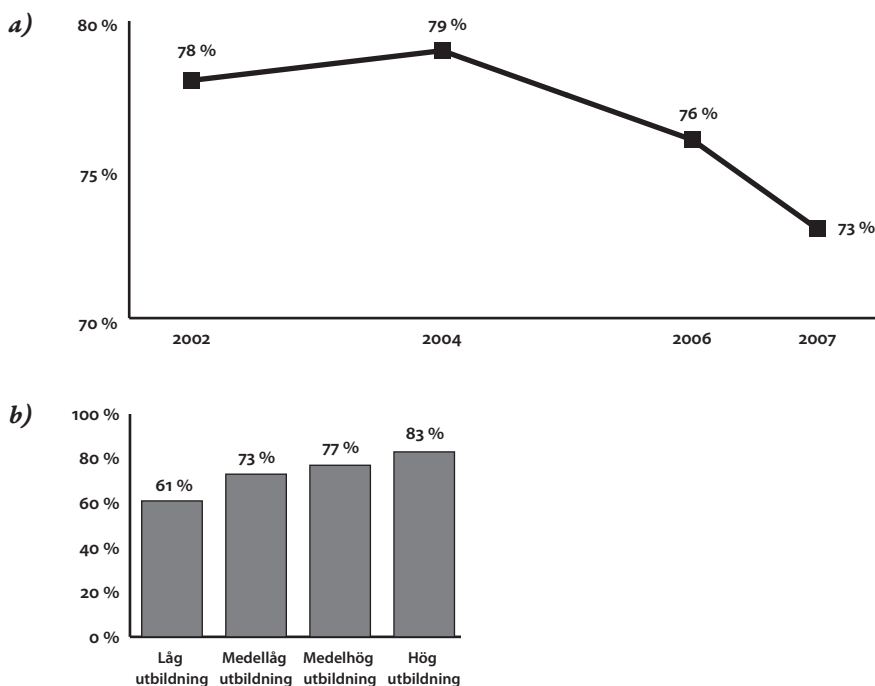 a)
80 %
75 %
70 %
78 %
79 %
76 %
73 %
2002
2004
2006
2007
b)
100 %
80 %
60 %
40 %
20 %
0 %
61 %
73 %
77 %
83 %
Låg
utbildning
Medellåg
utbildning
Medelhög
utbildning
Hög
utbildning